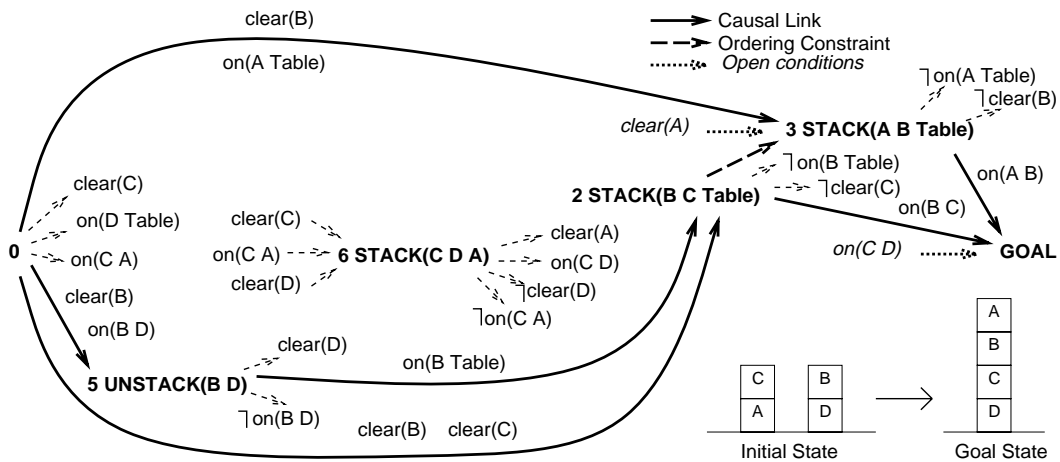 clear(B)
on(A Table)
Causal Link
Ordering Constraint
Open conditions
clear(A)
3 STACK(A B Table)
¬on(A Table)
¬clear(B)
on(A B)
clear(C)
on(D Table)
0
on(C A)
clear(B)
on(B D)
clear(C)
on(C A)
clear(D)
6 STACK(C D A)
clear(A)
on(C D)
¬clear(D)
¬on(C A)
2 STACK(B C Table)
¬on(B Table)
¬clear(C)
on(B C)
on(C D)
GOAL
5 UNSTACK(B D)
clear(D)
¬on(B D)
on(B Table)
clear(B) clear(C)
C B
A D
Initial State
A
B
C
D
Goal State